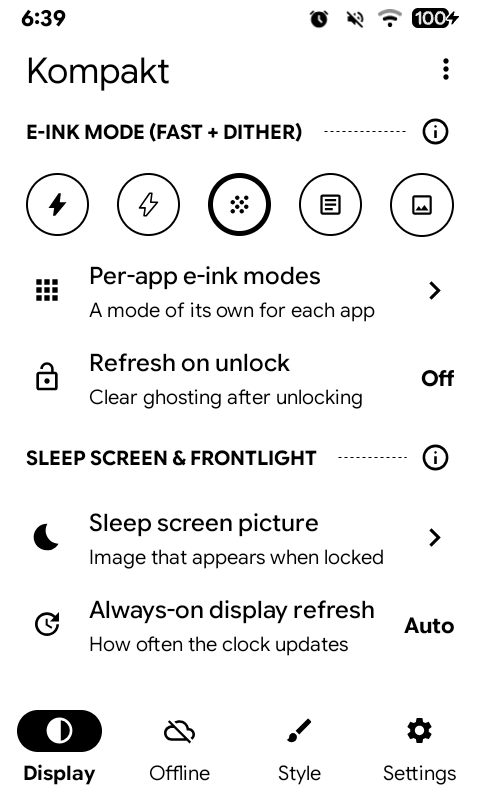 6:39
100
Kompakt
E-INK MODE (FAST + DITHER)
Per-app e-ink modes
A mode of its own for each app
Refresh on unlock
Clear ghosting after unlocking
Off
SLEEP SCREEN & FRONTLIGHT
Sleep screen picture
Image that appears when locked
Always-on display refresh
How often the clock updates
Auto
Display
Offline
Style
Settings